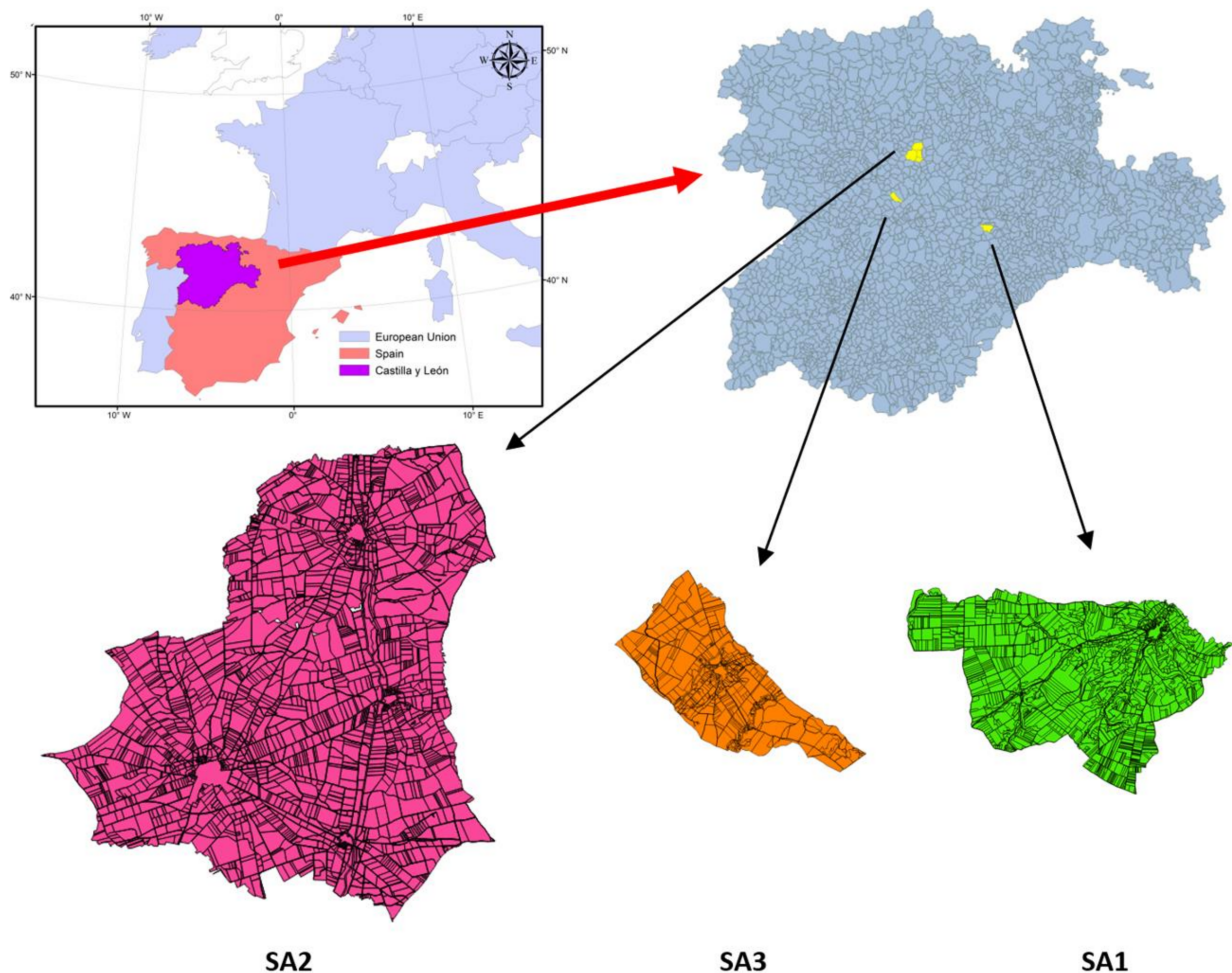 10° W
0°
10° E
N
W
E
S
50° N
50° N
40° N
40° N
European Union
Spain
Castilla y León
10° W
0°
10° E
SA2
SA3
SA1